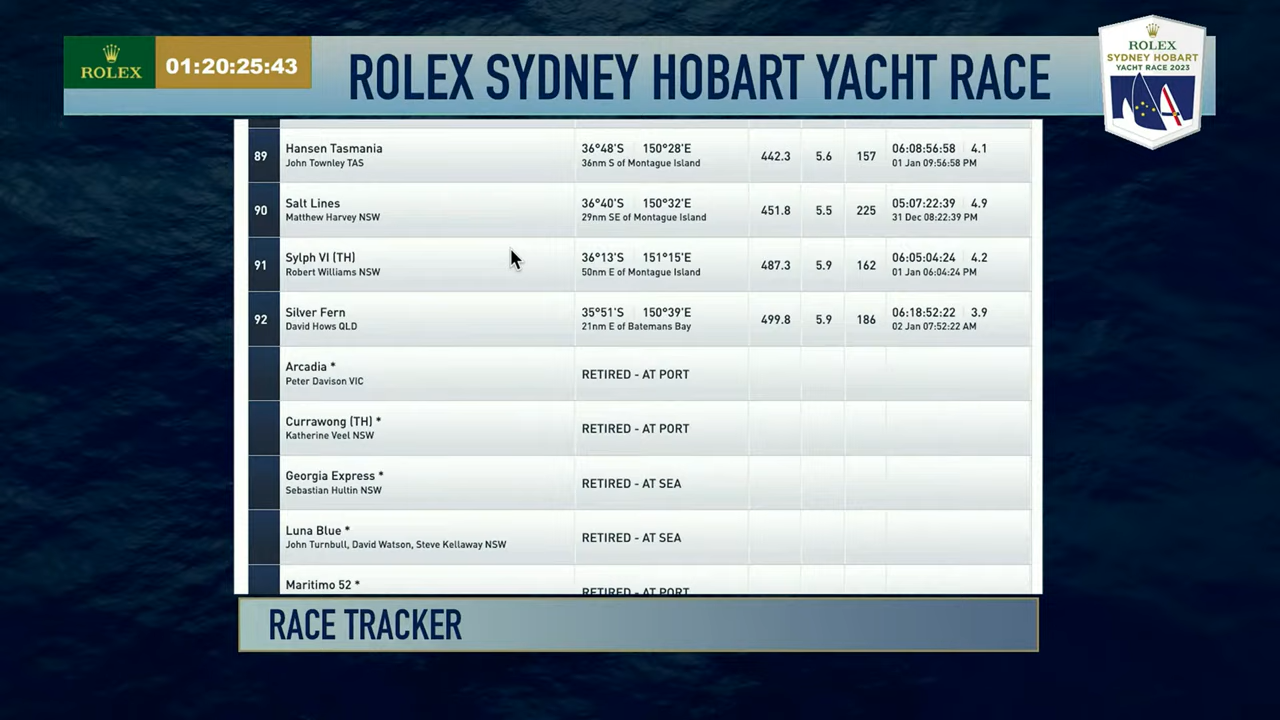 ROLEX
01:20:25:43
ROLEX SYDNEY HOBART YACHT RACE
ROLEX
SYDNEY HOBART
YACHT RACE 2023
89 Hansen Tasmania 36°48'S 150°28'E 442.3 5.6 157 06:08:56:58 4.1
John Townley TAS 36nm S of Montague Island 01 Jan 09:56:58 PM
90 Salt Lines 36°40'S 150°32'E 451.8 5.5 225 05:07:22:39 4.9
Matthew Harvey NSW 29nm SE of Montague Island 31 Dec 08:22:39 PM
91 Sylph VI (TH) 36°13'S 151°15'E 487.3 5.9 162 06:05:04:24 4.2
Robert Williams NSW 50nm E of Montague Island 01 Jan 06:04:24 PM
92 Silver Fern 35°51'S 150°39'E 499.8 5.9 186 06:18:52:22 3.9
David Hows QLD 21nm E of Batemans Bay 02 Jan 07:52:22 AM
Arcadia * RETIRED - AT PORT
Peter Davison VIC
Currawong (TH) * RETIRED - AT PORT
Katherine Veel NSW
Georgia Express * RETIRED - AT SEA
Sebastian Hultin NSW
Luna Blue * RETIRED - AT SEA
John Turnbull, David Watson, Steve Kellaway NSW
Maritimo 52 * RETIRED - AT PORT
RACE TRACKER